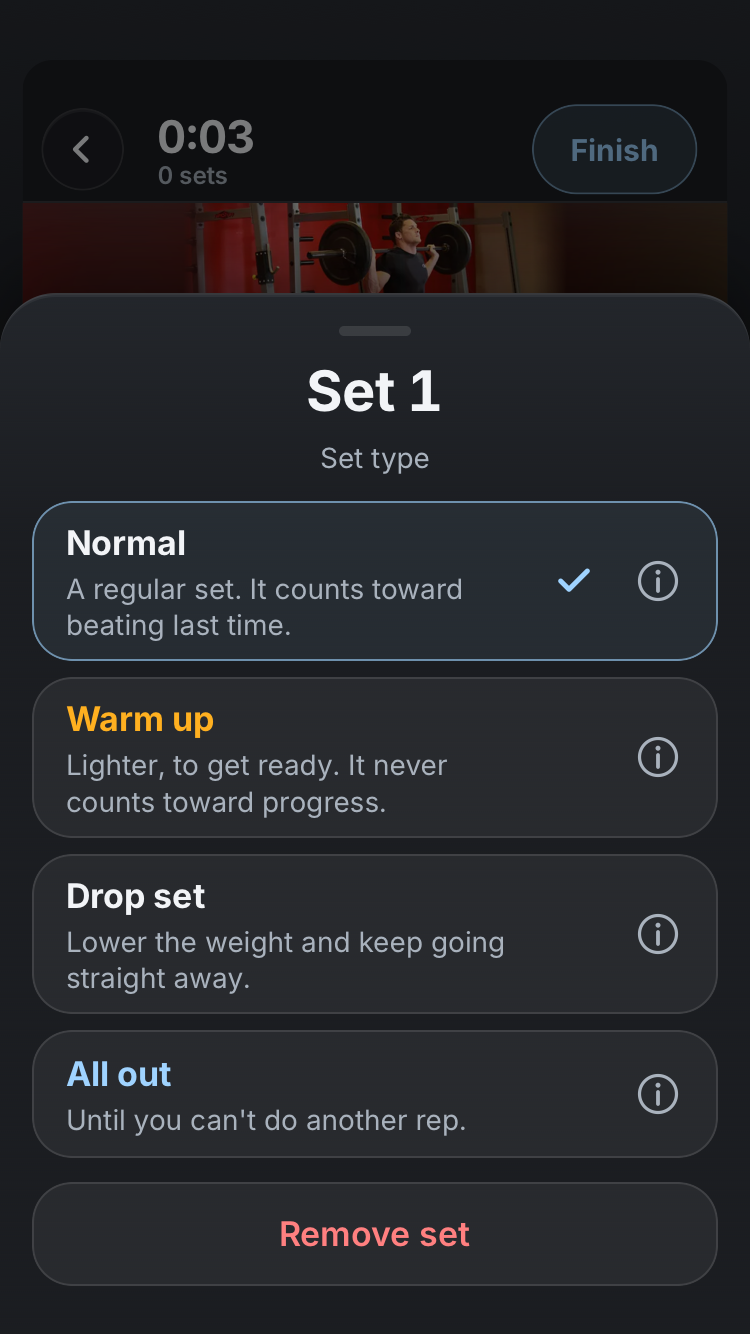 0:03
0 sets
Finish
Set 1
Set type
Normal
A regular set. It counts toward
beating last time.
Warm up
Lighter, to get ready. It never
counts toward progress.
Drop set
Lower the weight and keep going
straight away.
All out
Until you can't do another rep.
Remove set